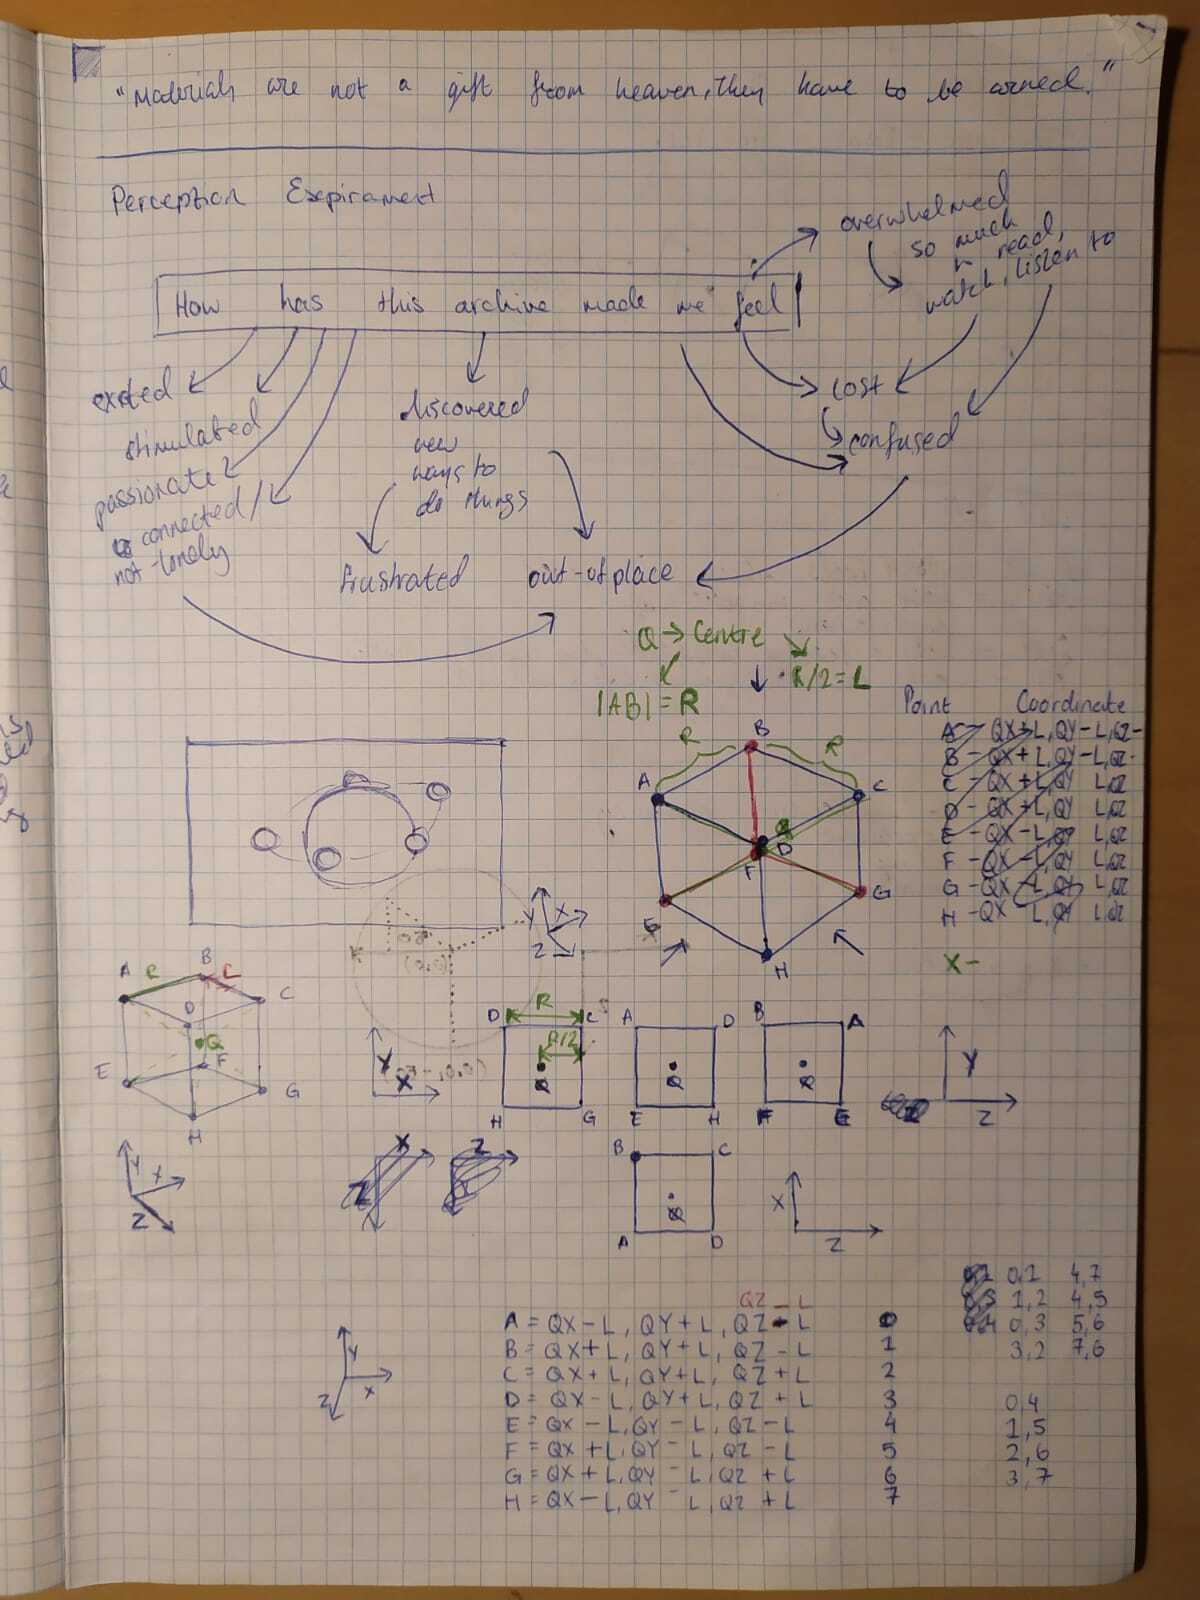 "Materials are not a gift from heaven, they have to be earned."
Perception Expirament
overwhelmed
so much
to read,
watch, listen to
How has this archive made me feel
exited
stimulated
passionate
connected/
not-lonely
discovered
new
ways to
do things
lost
confused
frustrated
out-of place
Q → Centre
|AB| = R
R/2 = L
Point Coordinate
A - QX+L, QY-L, QZ-
B - QX+L, QY-L, QZ-
C - QX+L, QY L, QZ
D - QX+L, QY L, QZ
E - QX-L, QY L, QZ
F - QX-L, QY L, QZ
G - QX-L, QY L, QZ
H - QX L, QY L, QZ
X -
R
B
R
A
C
Q
D
F
E
G
H
Y
X
Z
A
R
B
L
C
D
Q
F
E
G
H
Y
X
Z
Y
X
D
R
C
R/2
Q
H
G
A
D
Q
E
H
B
A
Q
F
E
Y
Z
X
Z
B
C
Q
A
D
X
Z
Y
X
Z
QZ - L
A = QX - L, QY + L, QZ - L 0
B = QX + L, QY + L, QZ - L 1
C = QX + L, QY + L, QZ + L 2
D = QX - L, QY + L, QZ + L 3
E = QX - L, QY - L, QZ - L 4
F = QX + L, QY - L, QZ - L 5
G = QX + L, QY - L, QZ + L 6
H = QX - L, QY - L, QZ + L 7
0,1 4,7
1,2 4,5
0,3 5,6
3,2 7,6
0,4
1,5
2,6
3,7